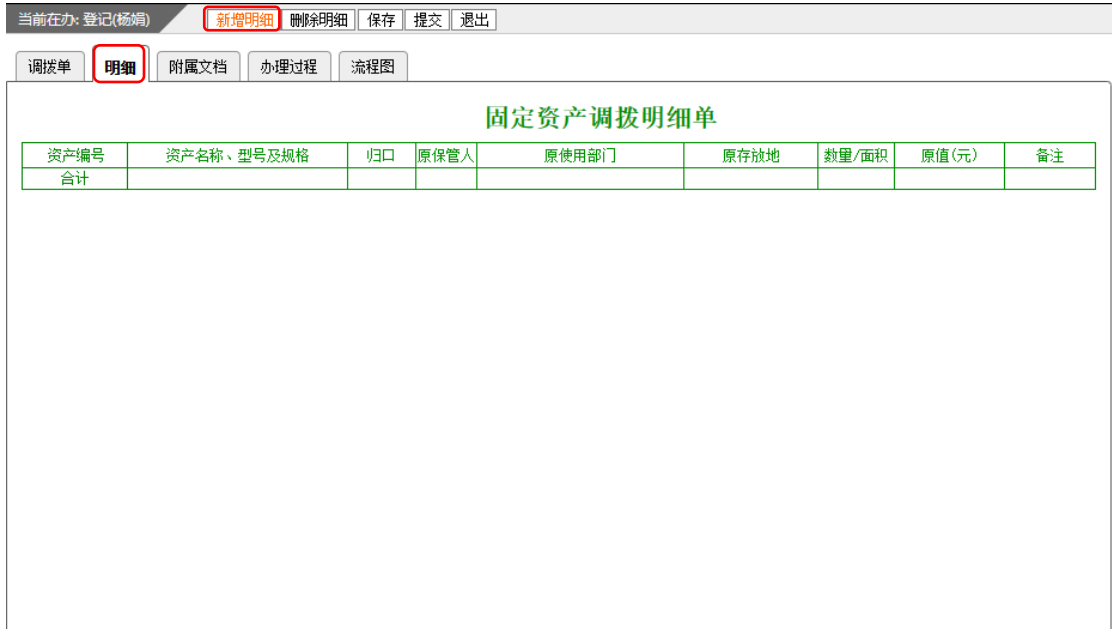 当前在办: 登记(杨娟) 新增明细 删除明细 保存 提交 退出
调拨单 明细 附属文档 办理过程 流程图
固定资产调拨明细单
资产编号 资产名称、型号及规格 归口 原保管人 原使用部门 原存放地 数量/面积 原值(元) 备注
合计